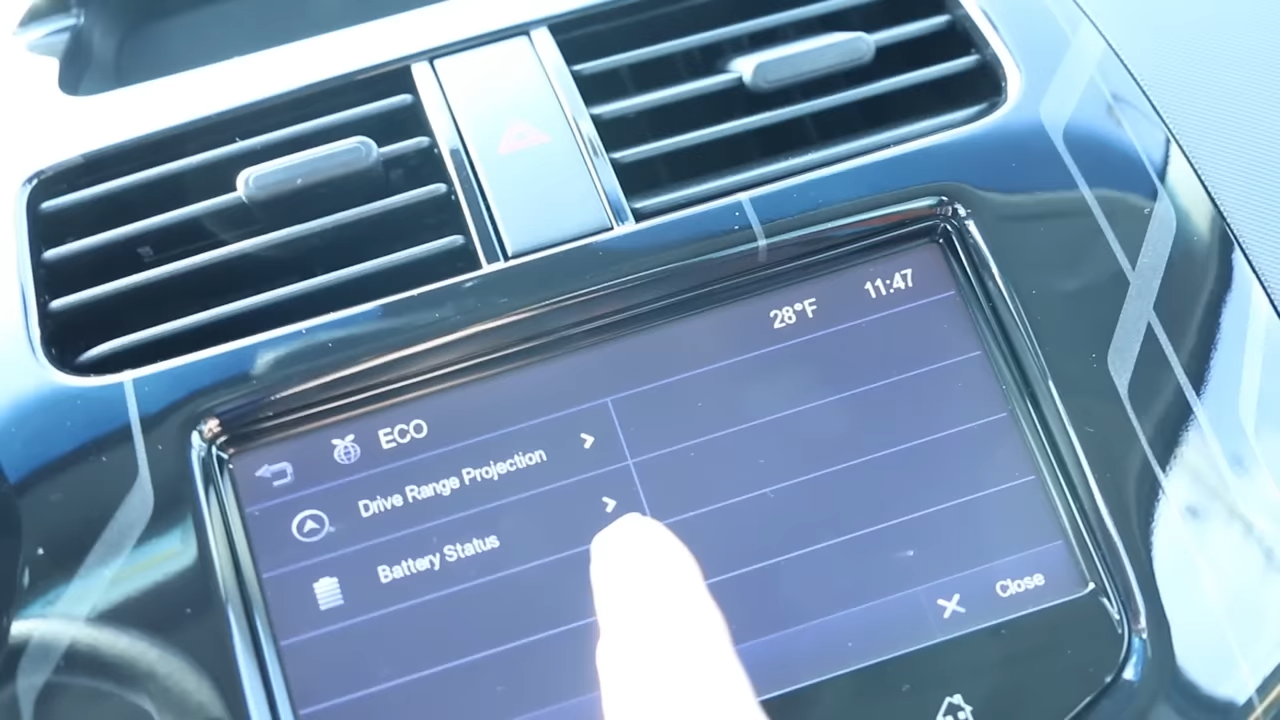 28°F 11:47
ECO
Drive Range Projection
Battery Status
Close